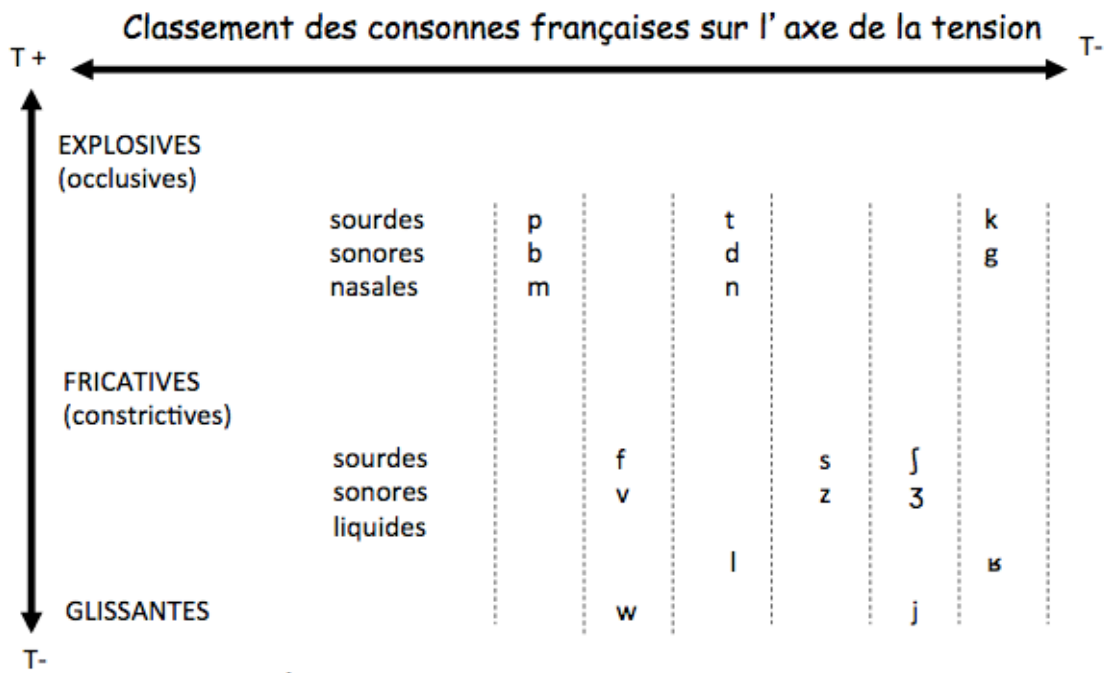 Classement des consonnes françaises sur l' axe de la tension
T + T-
EXPLOSIVES
(occlusives)
sourdes p t k
sonores b d g
nasales m n
FRICATIVES
(constrictives)
sourdes f s ʃ
sonores v z ʒ
liquides
l ʁ
GLISSANTES w j
T-